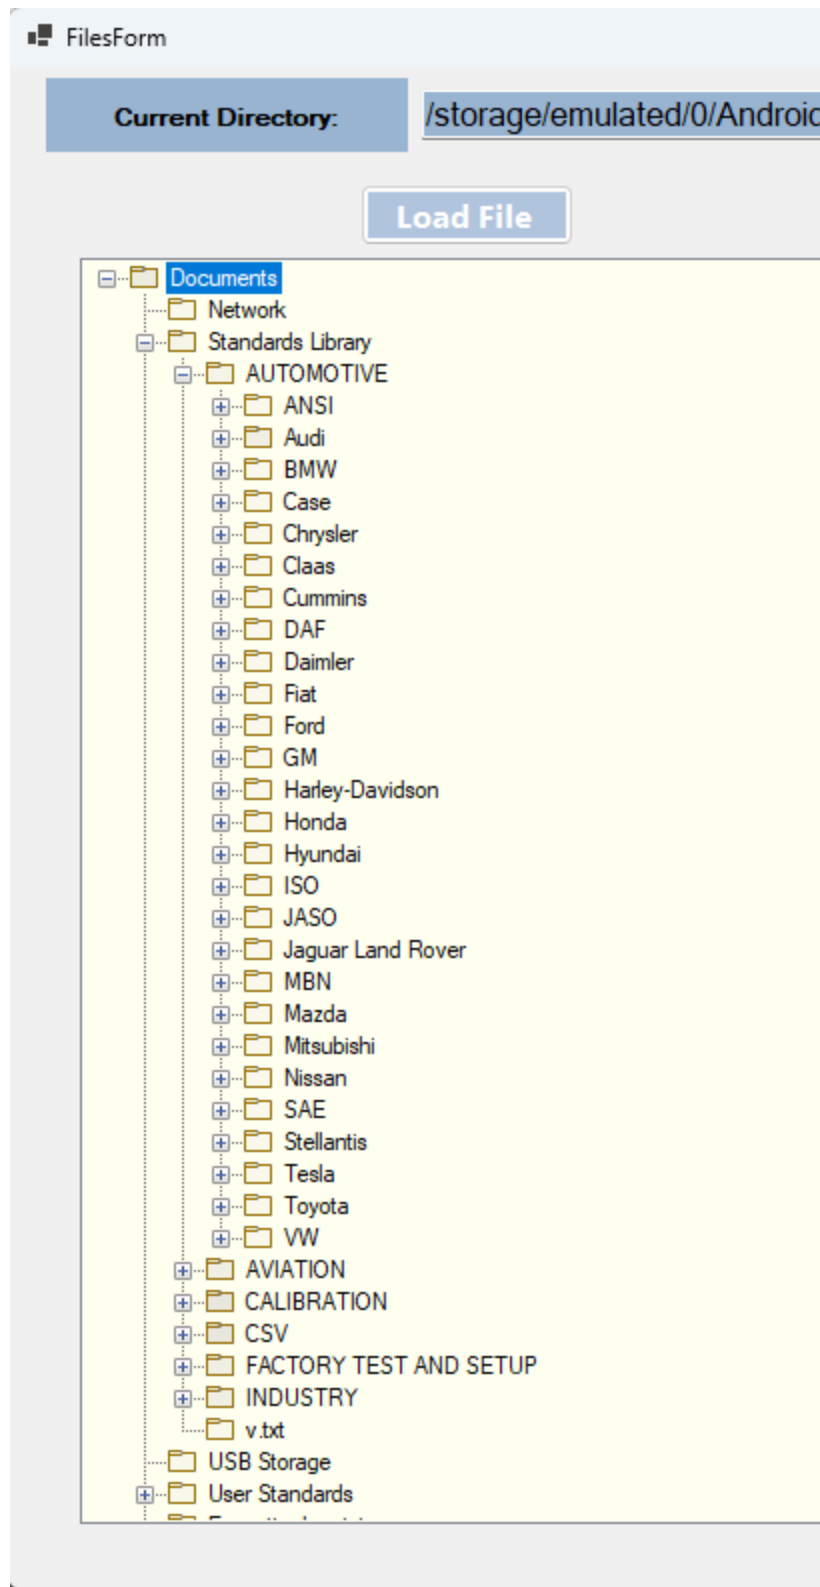 FilesForm
Current Directory: /storage/emulated/0/Android
Load File
Documents
Network
Standards Library
AUTOMOTIVE
ANSI
Audi
BMW
Case
Chrysler
Claas
Cummins
DAF
Daimler
Fiat
Ford
GM
Harley-Davidson
Honda
Hyundai
ISO
JASO
Jaguar Land Rover
MBN
Mazda
Mitsubishi
Nissan
SAE
Stellantis
Tesla
Toyota
VW
AVIATION
CALIBRATION
CSV
FACTORY TEST AND SETUP
INDUSTRY
v.txt
USB Storage
User Standards